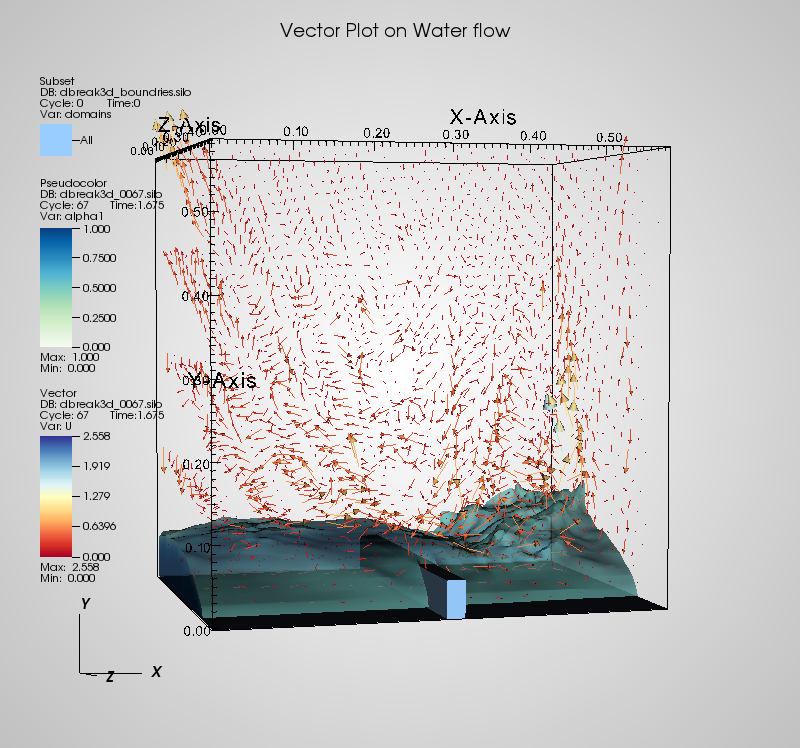 Vector Plot on Water flow
Subset
DB: dbreak3d_boundries.silo
Cycle: 0 Time:0
Var: domains
All
Pseudocolor
DB: dbreak3d_0067.silo
Cycle: 67 Time:1.675
Var: alpha1
1.000
0.7500
0.5000
0.2500
0.000
Max: 1.000
Min: 0.000
Vector
DB: dbreak3d_0067.silo
Cycle: 67 Time:1.675
Var: U
2.558
1.919
1.279
0.6396
0.000
Max: 2.558
Min: 0.000
X-Axis
Z-Axis
0.10
0.20
0.30
0.40
0.50
0.50
0.40
Y-Axis
0.20
0.10
0.00
Y
Z
X